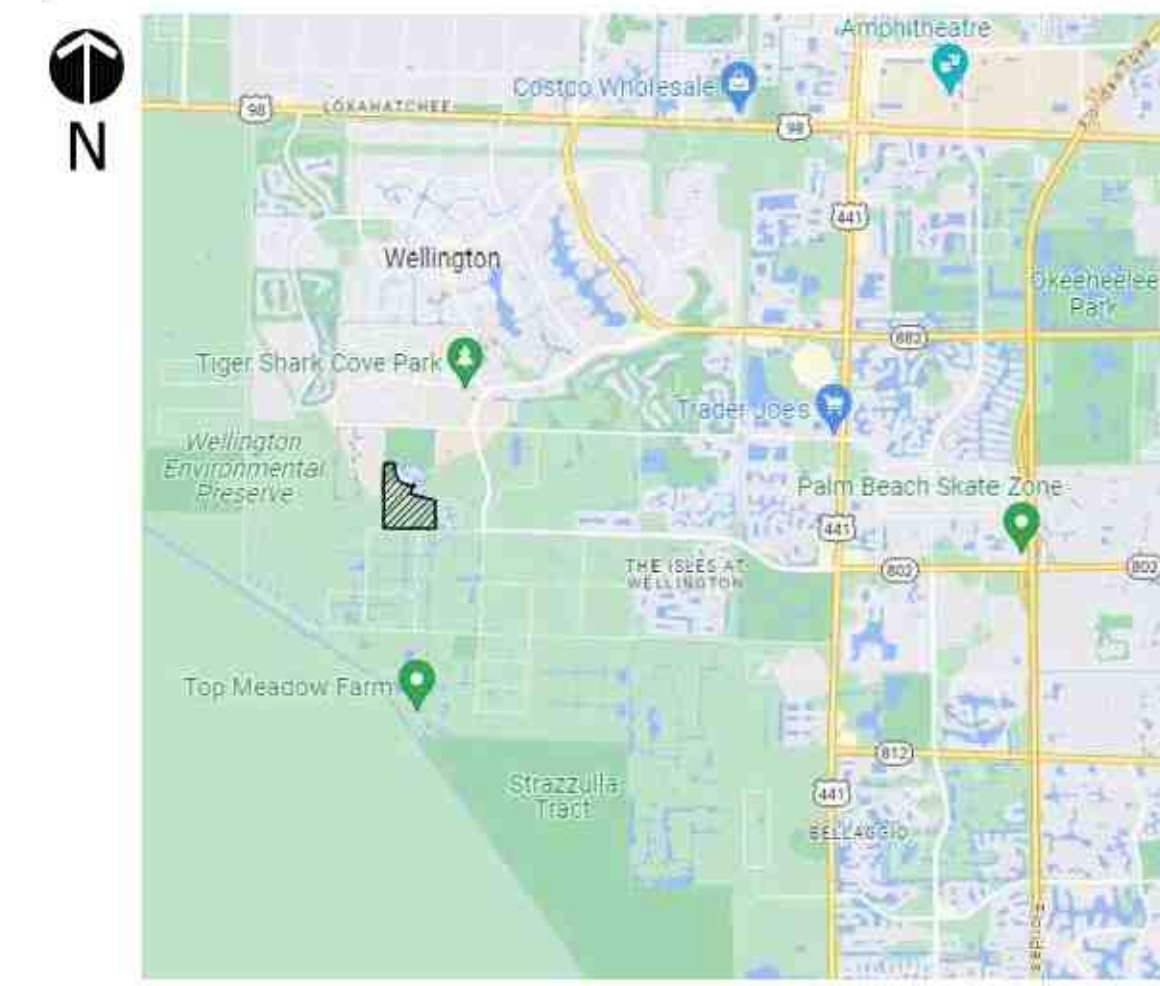 N
Amphitheatre
Costco Wholesale
98
LOXAHATCHEE
98
441
Wellington
Okeeheelee
Park
882
Tiger Shark Cove Park
Trader Joe's
Wellington
Environmental
Preserve
Palm Beach Skate Zone
441
THE ISLES AT
WELLINGTON
802
802
Top Meadow Farm
812
Strazzulla
Tract
441
BELLAGGIO